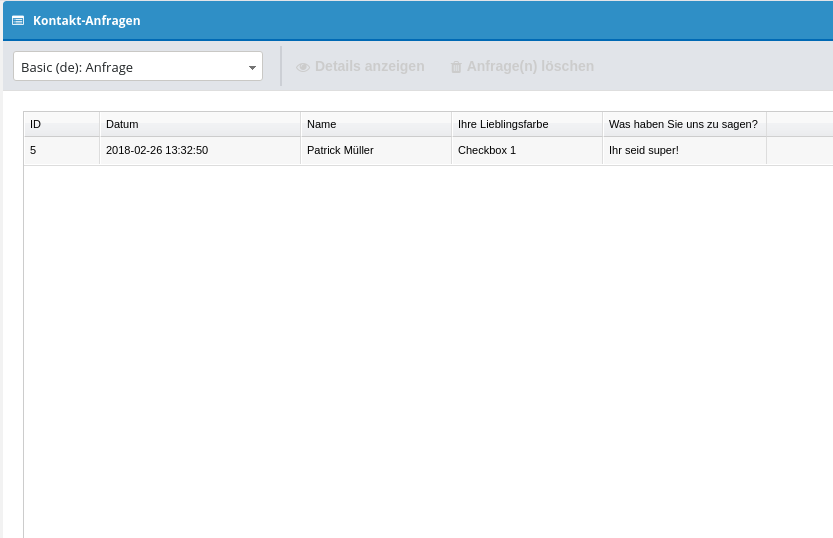 Kontakt-Anfragen
Basic (de): Anfrage Details anzeigen Anfrage(n) löschen
ID Datum Name Ihre Lieblingsfarbe Was haben Sie uns zu sagen?
5 2018-02-26 13:32:50 Patrick Müller Checkbox 1 Ihr seid super!